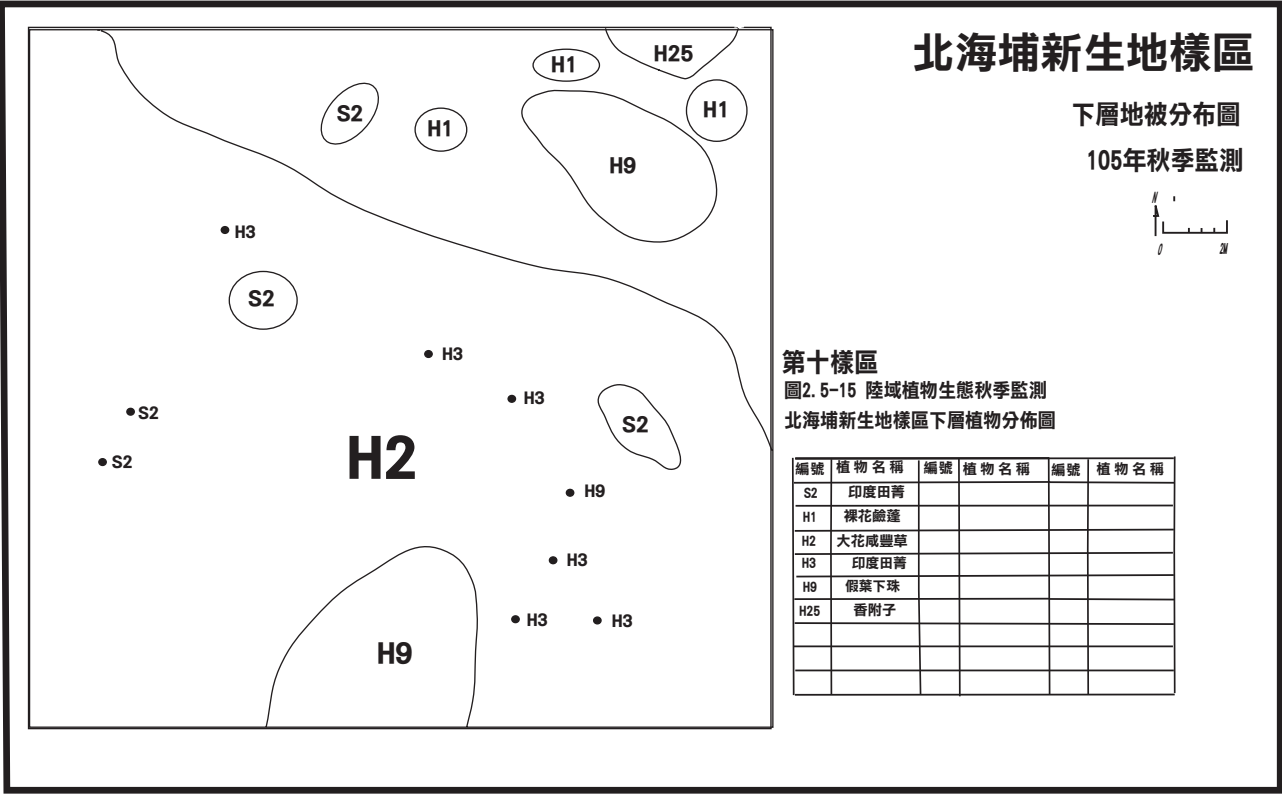 北海埔新生地樣區
下層地被分布圖
105年秋季監測
N
0 2M
H25
H1
S2
H1
H1
H9
H3
S2
H3
H3
S2
S2
S2
H2
H9
H3
H3
H3
H9
第十樣區
圖2.5-15 陸域植物生態秋季監測
北海埔新生地樣區下層植物分佈圖
編號 植物名稱 編號 植物名稱 編號 植物名稱
S2 印度田菁
H1 裸花鹼蓬
H2 大花咸豐草
H3 印度田菁
H9 假葉下珠
H25 香附子